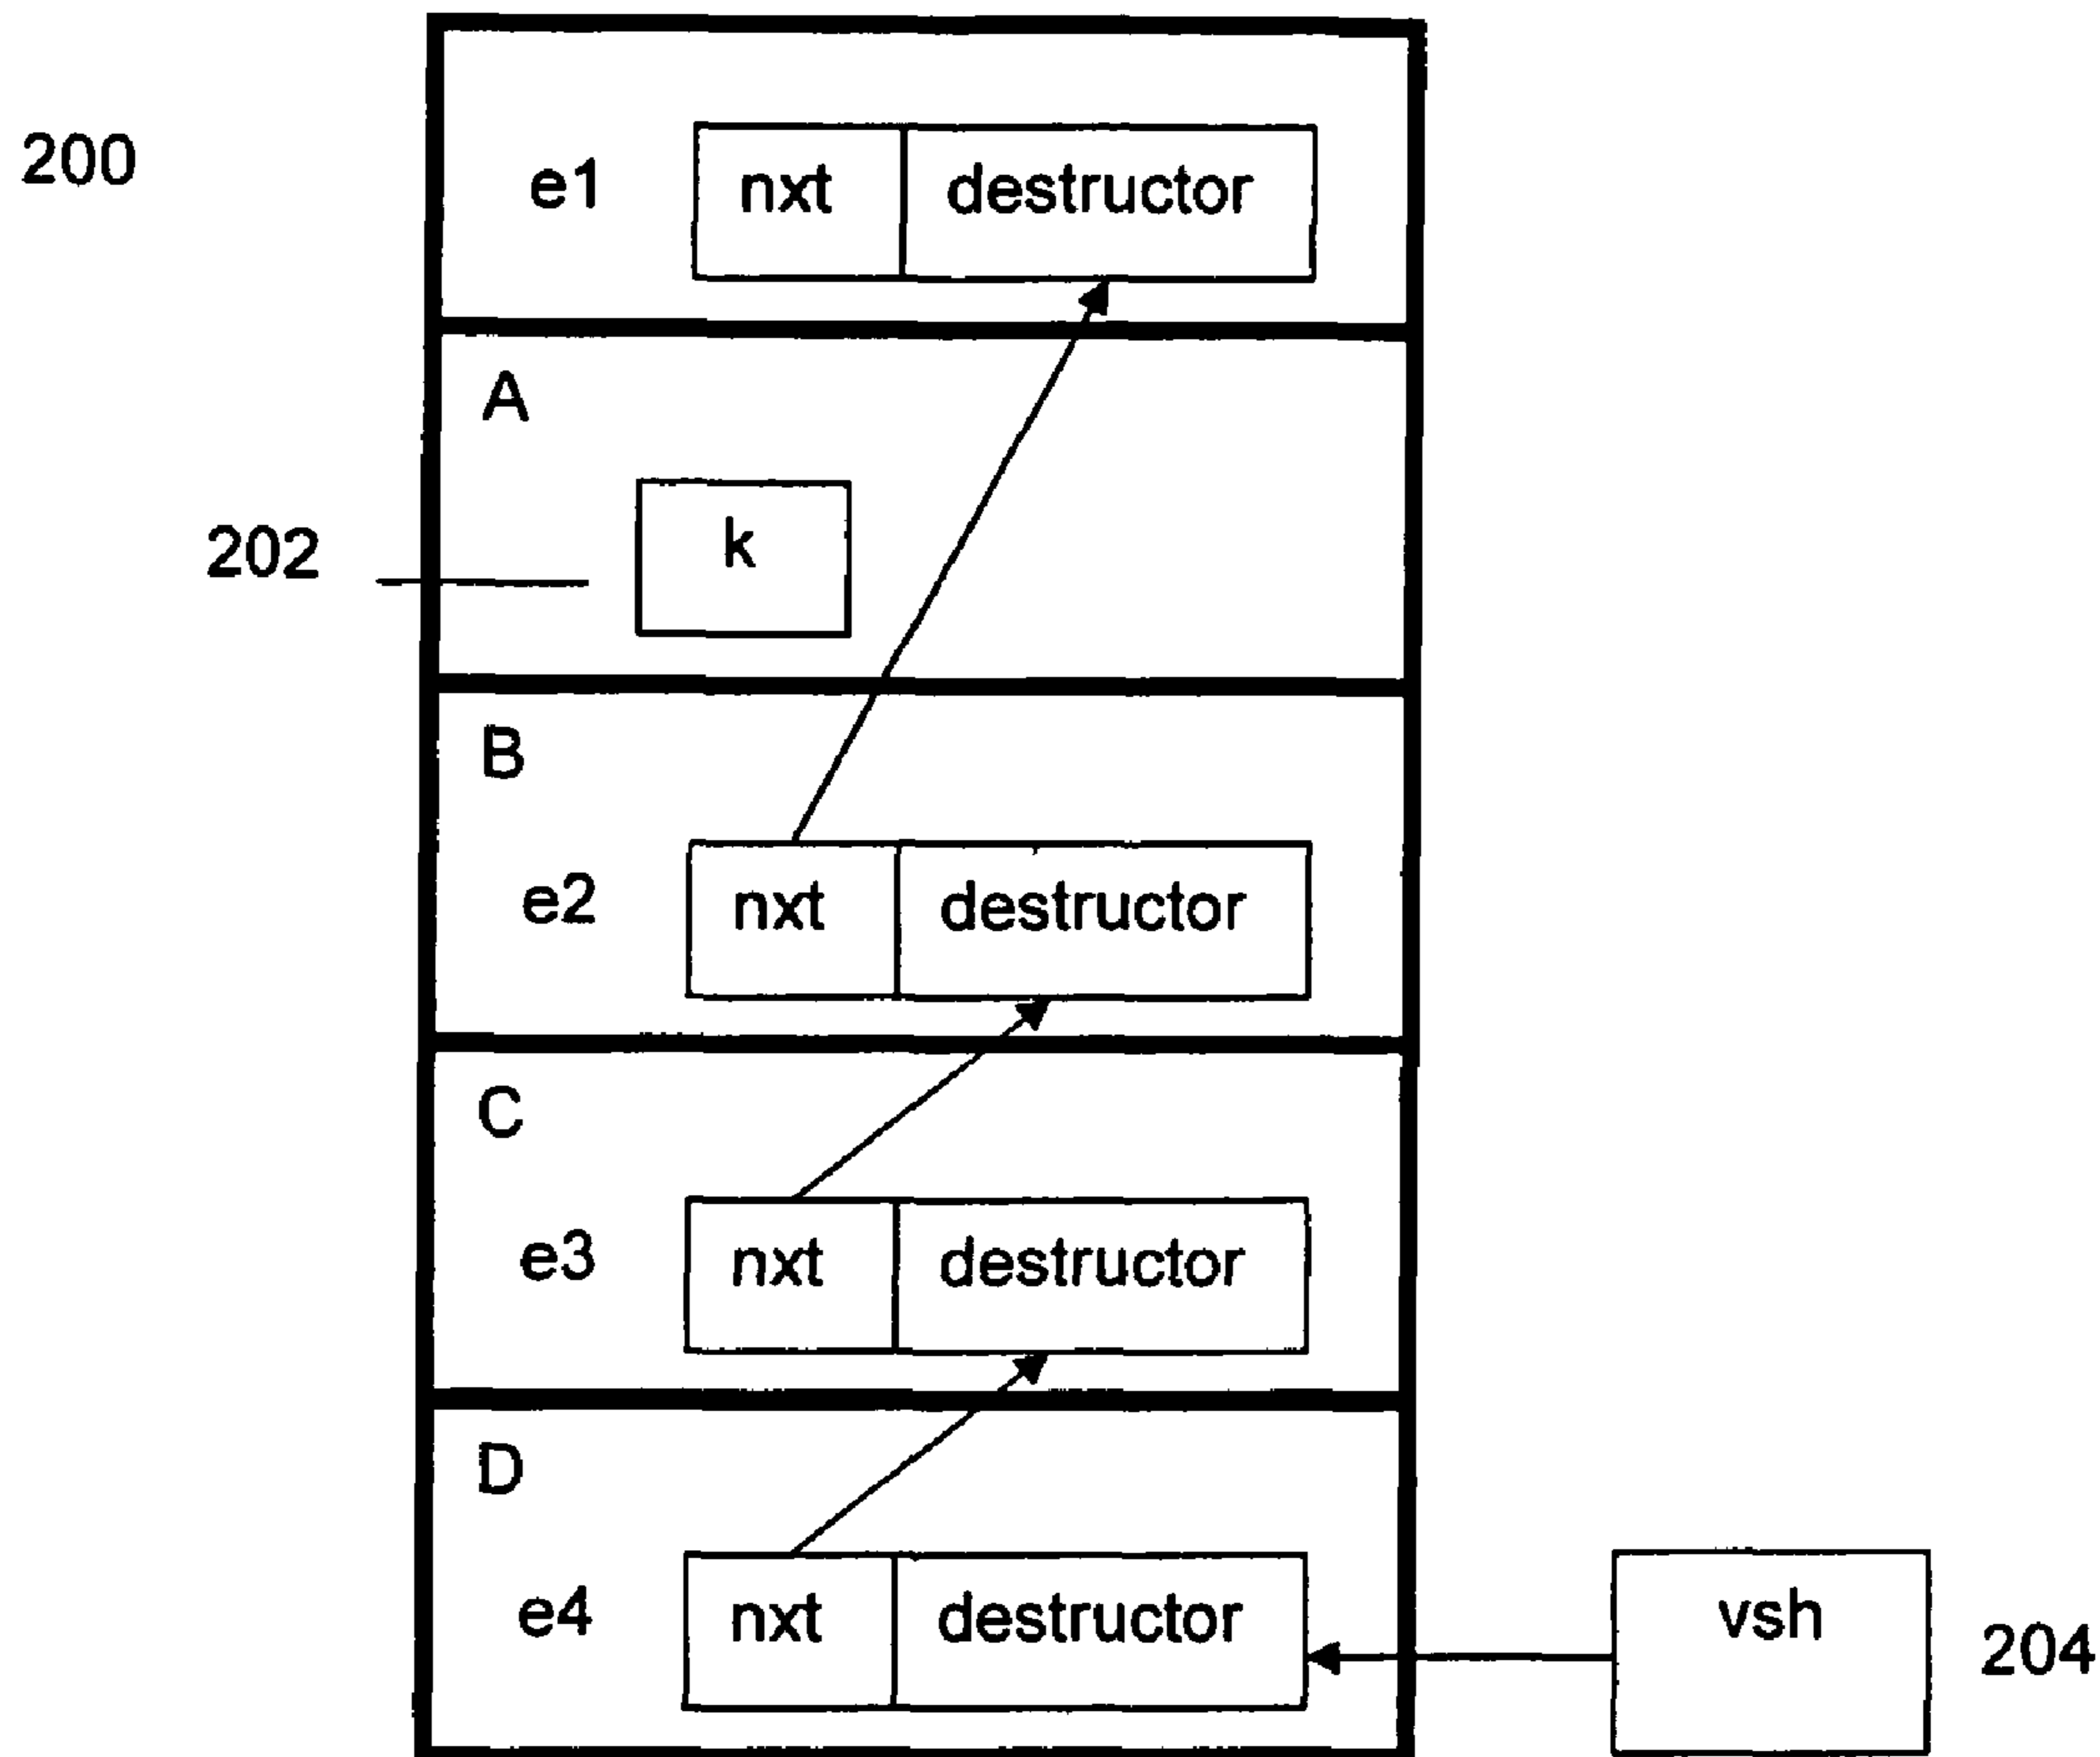 200
e1 nxt destructor
A
202 k
B
e2 nxt destructor
C
e3 nxt destructor
D
e4 nxt destructor vsh 204